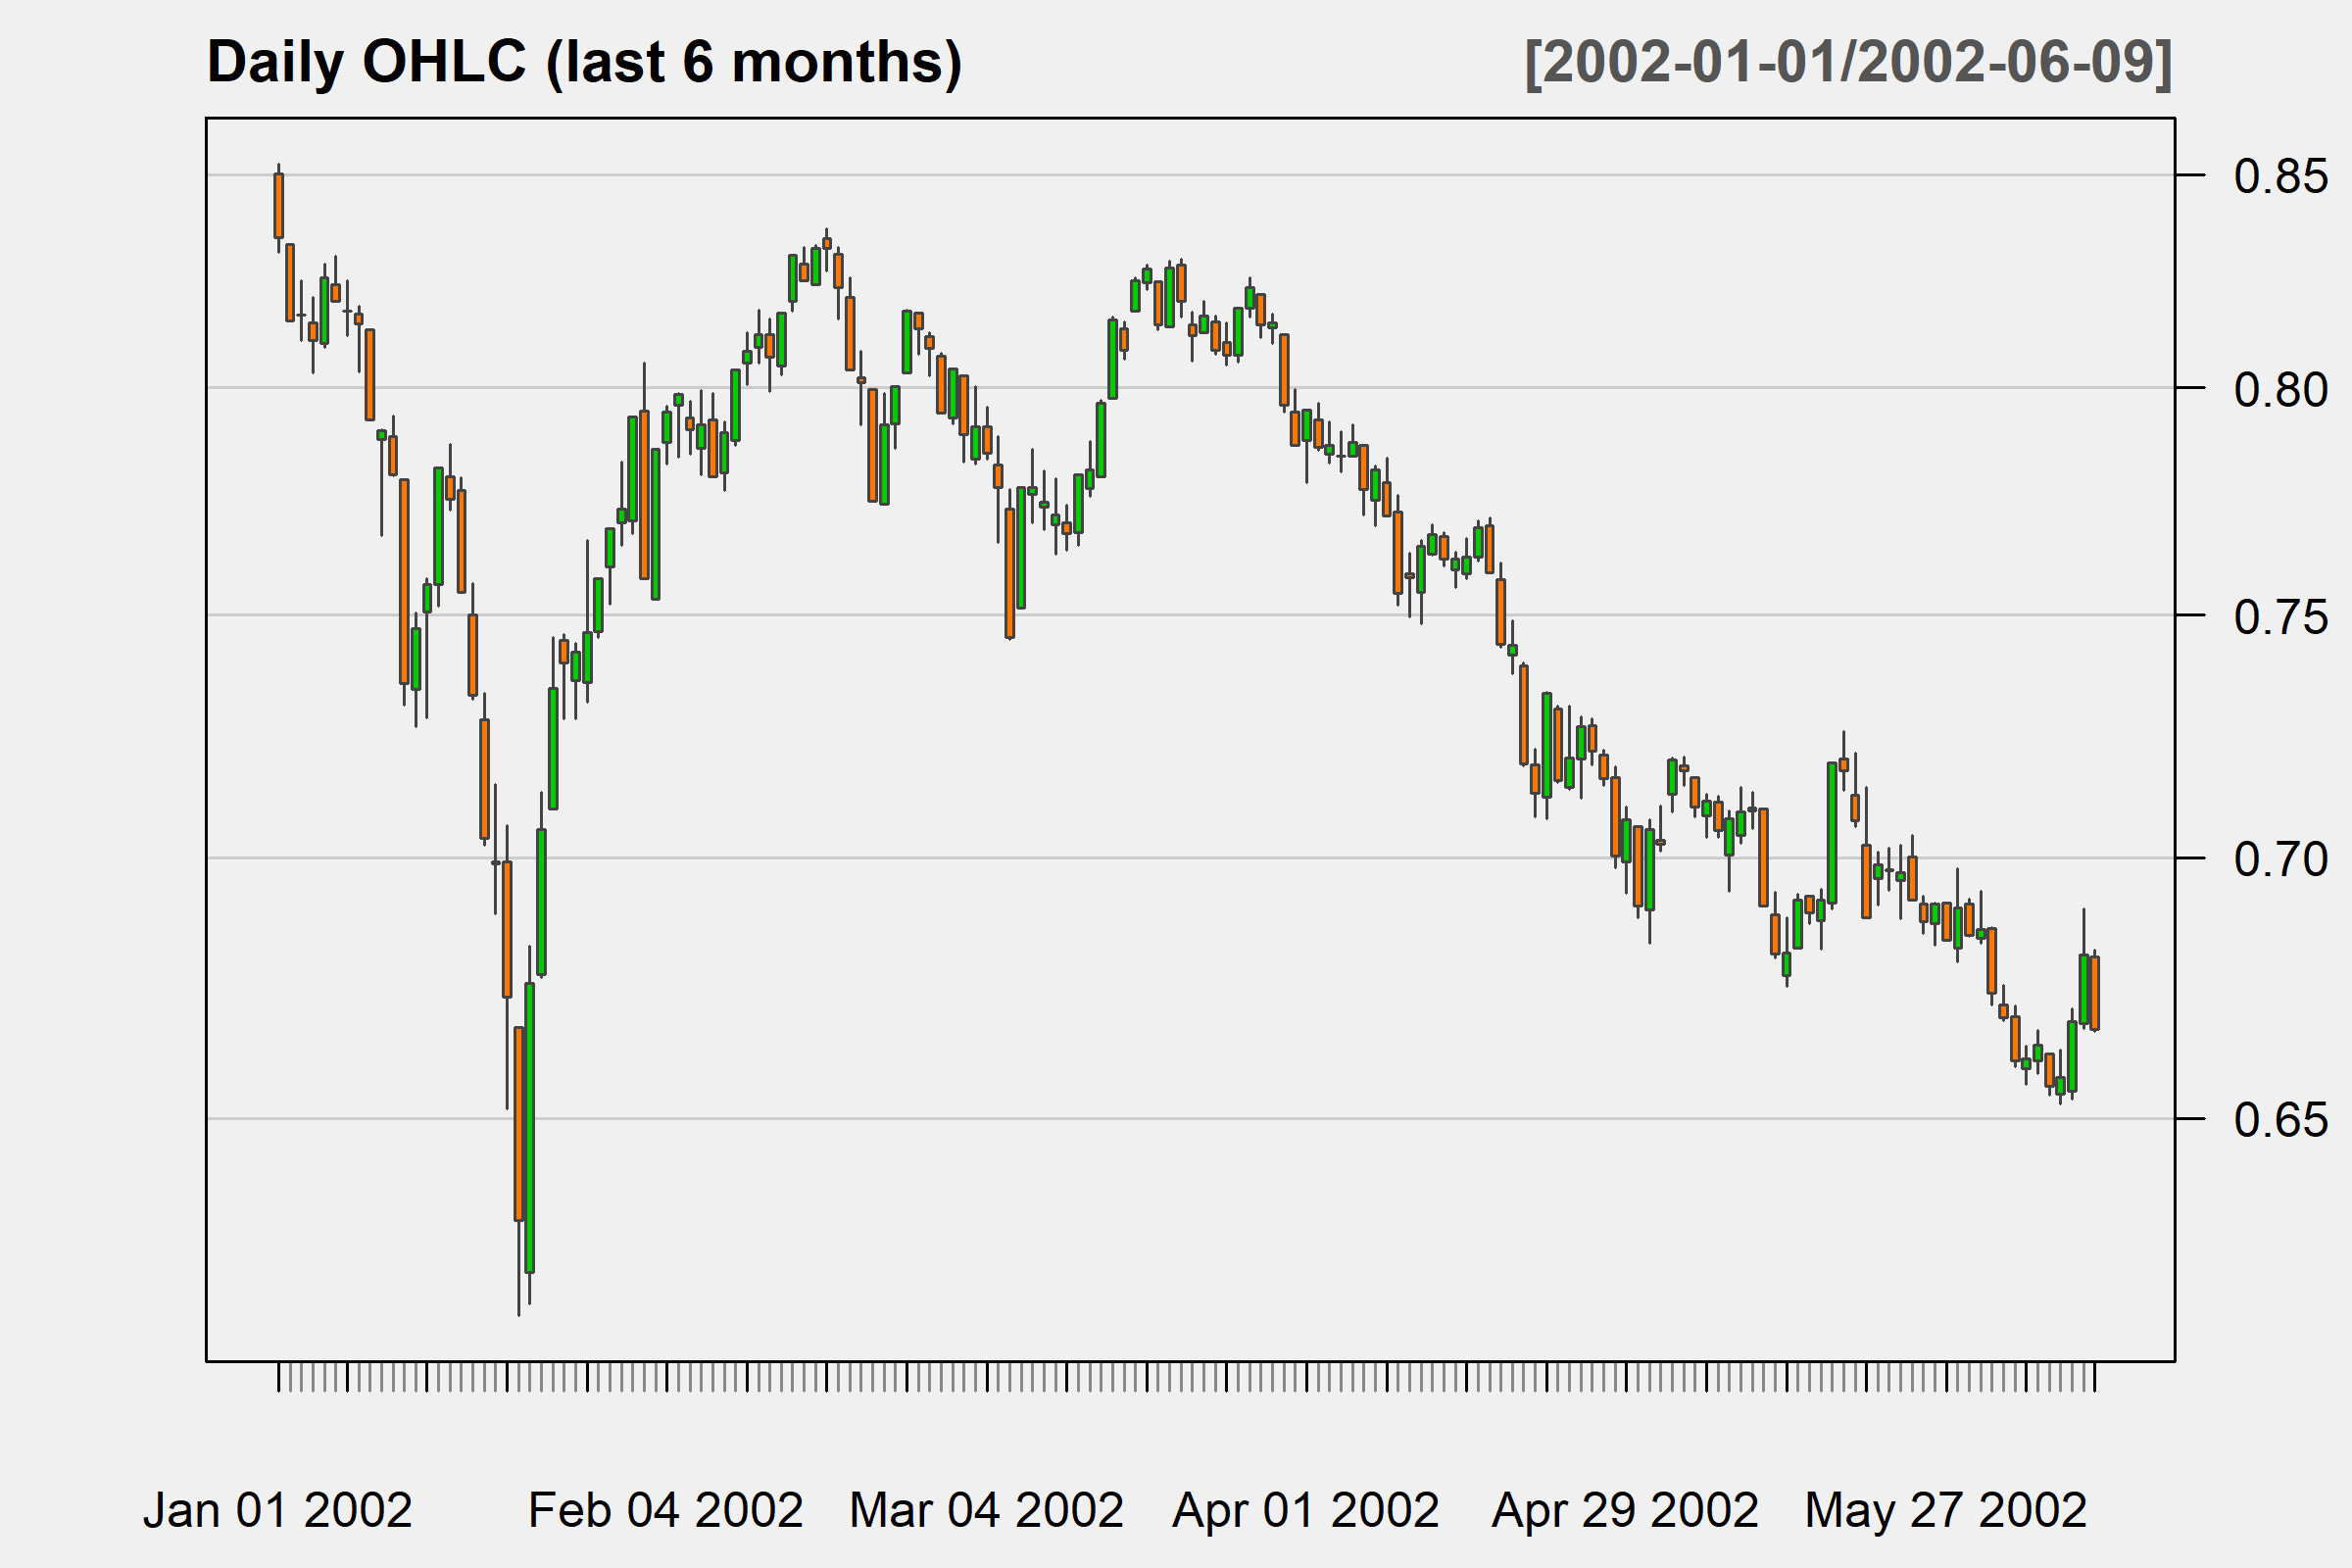 Daily OHLC (last 6 months)
[2002-01-01/2002-06-09]
0.85
0.80
0.75
0.70
0.65
Jan 01 2002
Feb 04 2002
Mar 04 2002
Apr 01 2002
Apr 29 2002
May 27 2002